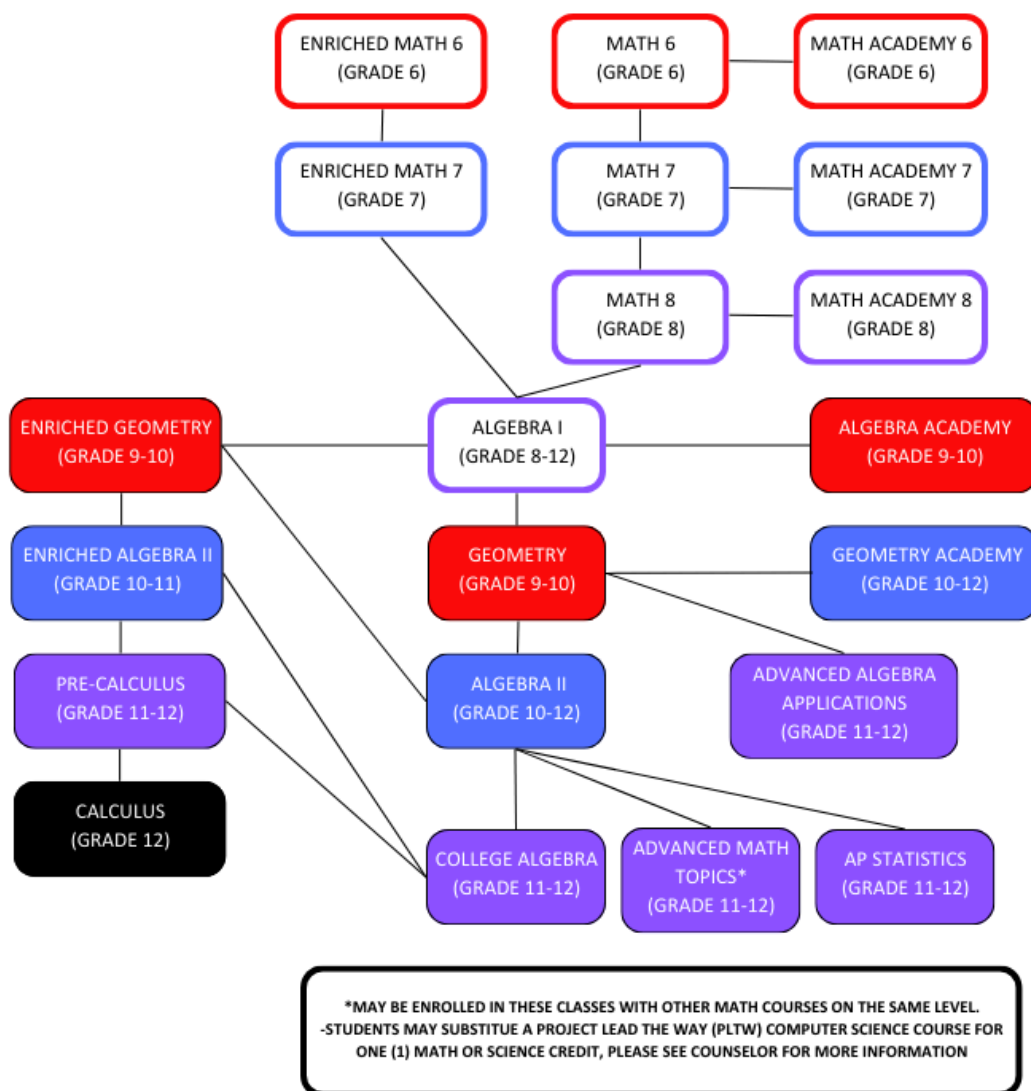 ENRICHED MATH 6
(GRADE 6)
MATH 6
(GRADE 6)
MATH ACADEMY 6
(GRADE 6)
ENRICHED MATH 7
(GRADE 7)
MATH 7
(GRADE 7)
MATH ACADEMY 7
(GRADE 7)
MATH 8
(GRADE 8)
MATH ACADEMY 8
(GRADE 8)
ENRICHED GEOMETRY
(GRADE 9-10)
ALGEBRA I
(GRADE 8-12)
ALGEBRA ACADEMY
(GRADE 9-10)
ENRICHED ALGEBRA II
(GRADE 10-11)
GEOMETRY
(GRADE 9-10)
GEOMETRY ACADEMY
(GRADE 10-12)
PRE-CALCULUS
(GRADE 11-12)
ALGEBRA II
(GRADE 10-12)
ADVANCED ALGEBRA
APPLICATIONS
(GRADE 11-12)
CALCULUS
(GRADE 12)
COLLEGE ALGEBRA
(GRADE 11-12)
ADVANCED MATH
TOPICS*
(GRADE 11-12)
AP STATISTICS
(GRADE 11-12)
*MAY BE ENROLLED IN THESE CLASSES WITH OTHER MATH COURSES ON THE SAME LEVEL.
-STUDENTS MAY SUBSTITUE A PROJECT LEAD THE WAY (PLTW) COMPUTER SCIENCE COURSE FOR
ONE (1) MATH OR SCIENCE CREDIT, PLEASE SEE COUNSELOR FOR MORE INFORMATION